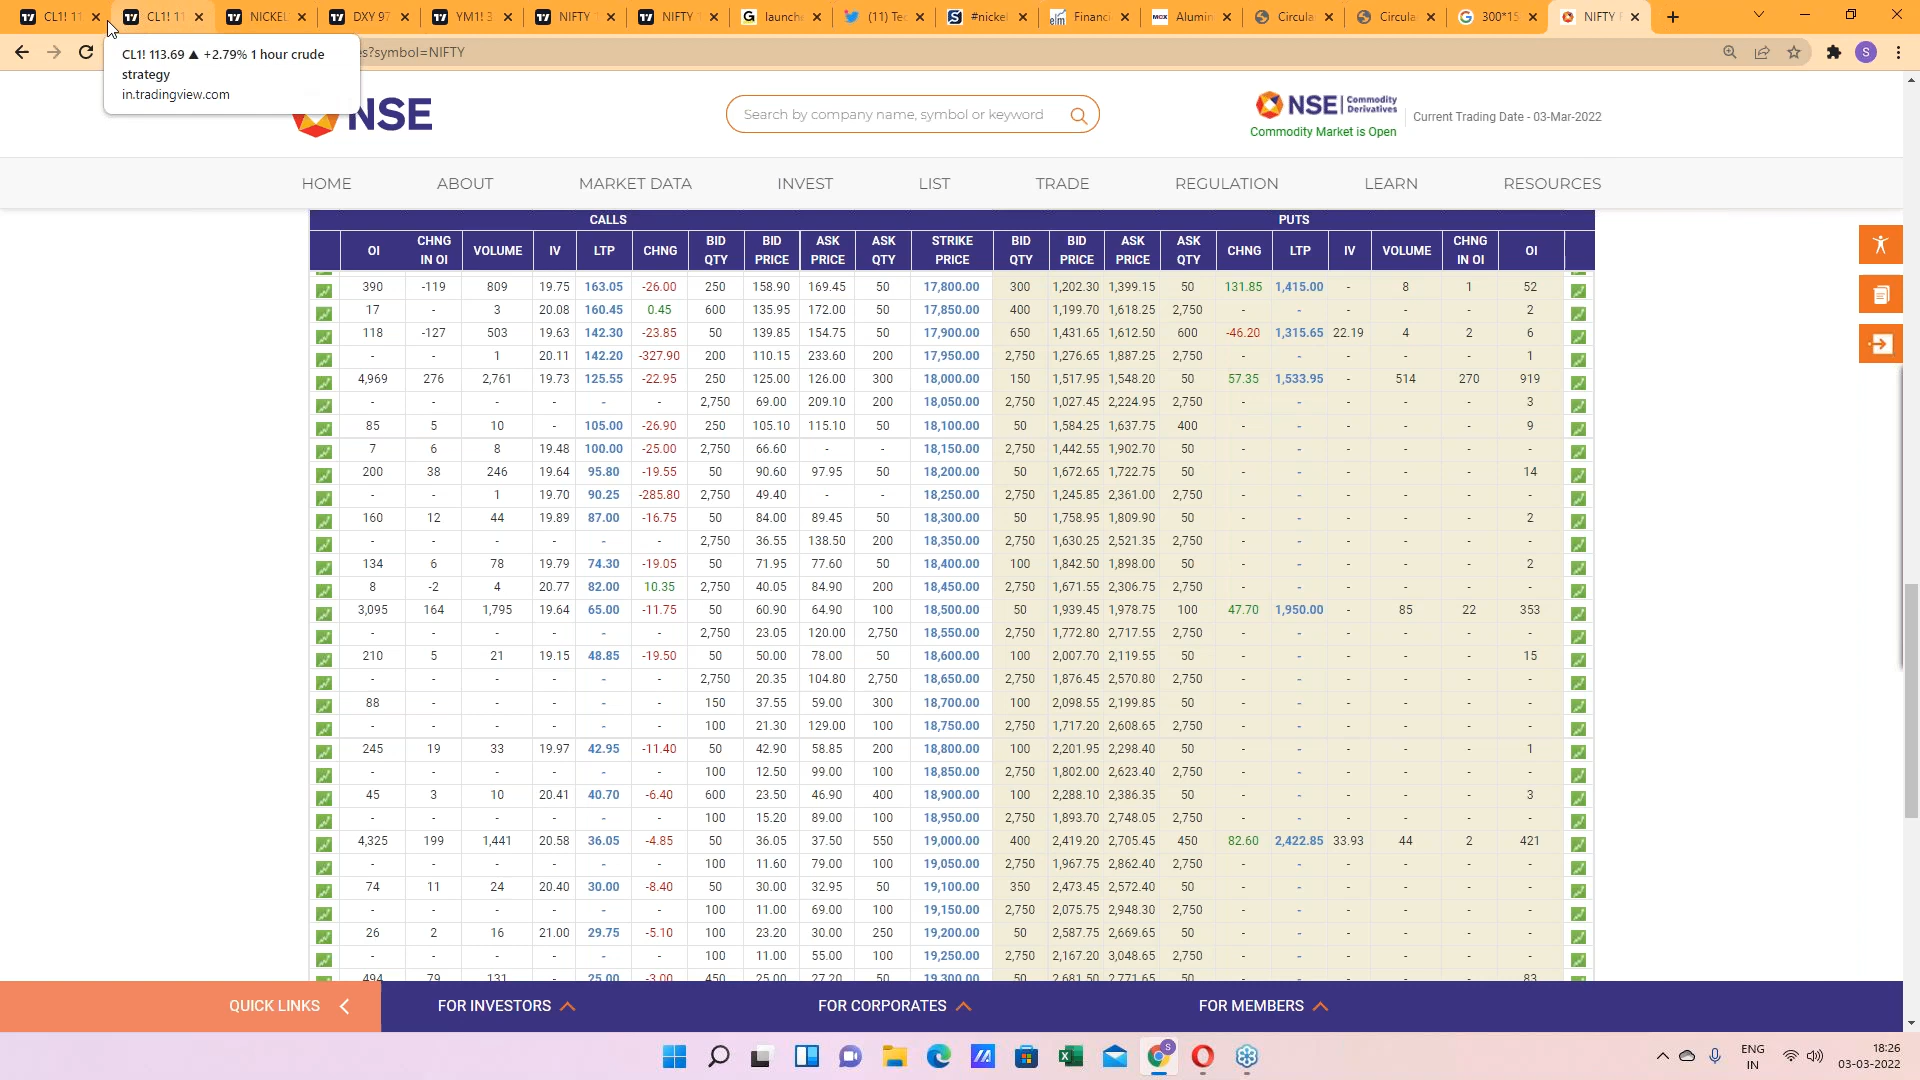 CL1! 11
CL1! 11
NICKEL
DXY 97
YM1! 3
NIFTY
NIFTY
launch
(11) Te
#nickel
Financi
Alumin
Circula
Circula
300*15
NIFTY
CL1! 113.69 ▲ +2.79% 1 hour crude
strategy
in.tradingview.com
es?symbol=NIFTY
S
NSE
Search by company name, symbol or keyword
NSE Commodity Derivatives
Commodity Market is Open
Current Trading Date - 03-Mar-2022
HOME ABOUT MARKET DATA INVEST LIST TRADE REGULATION LEARN RESOURCES
CALLS PUTS
OI CHNG IN OI VOLUME IV LTP CHNG BID QTY BID PRICE ASK PRICE ASK QTY STRIKE PRICE BID QTY BID PRICE ASK PRICE ASK QTY CHNG LTP IV VOLUME CHNG IN OI OI
390 -119 809 19.75 163.05 -26.00 250 158.90 169.45 50 17,800.00 300 1,202.30 1,399.15 50 131.85 1,415.00 - 8 1 52
17 - 3 20.08 160.45 0.45 600 135.95 172.00 50 17,850.00 400 1,199.70 1,618.25 2,750 - - - - - 2
118 -127 503 19.63 142.30 -23.85 50 139.85 154.75 50 17,900.00 650 1,431.65 1,612.50 600 -46.20 1,315.65 22.19 4 2 6
- - 1 20.11 142.20 -327.90 200 110.15 233.60 200 17,950.00 2,750 1,276.65 1,887.25 2,750 - - - - - 1
4,969 276 2,761 19.73 125.55 -22.95 250 125.00 126.00 300 18,000.00 150 1,517.95 1,548.20 50 57.35 1,533.95 - 514 270 919
- - - - - - 2,750 69.00 209.10 200 18,050.00 2,750 1,027.45 2,224.95 2,750 - - - - - 3
85 5 10 - 105.00 -26.90 250 105.10 115.10 50 18,100.00 50 1,584.25 1,637.75 400 - - - - - 9
7 6 8 19.48 100.00 -25.00 2,750 66.60 - - 18,150.00 2,750 1,442.55 1,902.70 50 - - - - - -
200 38 246 19.64 95.80 -19.55 50 90.60 97.95 50 18,200.00 50 1,672.65 1,722.75 50 - - - - - 14
- - 1 19.70 90.25 -285.80 2,750 49.40 - - 18,250.00 2,750 1,245.85 2,361.00 2,750 - - - - - -
160 12 44 19.89 87.00 -16.75 50 84.00 89.45 50 18,300.00 50 1,758.95 1,809.90 50 - - - - - 2
- - - - - - 2,750 36.55 138.50 200 18,350.00 2,750 1,630.25 2,521.35 2,750 - - - - - -
134 6 78 19.79 74.30 -19.05 50 71.95 77.60 50 18,400.00 100 1,842.50 1,898.00 50 - - - - - 2
8 -2 4 20.77 82.00 10.35 2,750 40.05 84.90 200 18,450.00 2,750 1,671.55 2,306.75 2,750 - - - - - -
3,095 164 1,795 19.64 65.00 -11.75 50 60.90 64.90 100 18,500.00 50 1,939.45 1,978.75 100 47.70 1,950.00 - 85 22 353
- - - - - - 2,750 23.05 120.00 2,750 18,550.00 2,750 1,772.80 2,717.55 2,750 - - - - - -
210 5 21 19.15 48.85 -19.50 50 50.00 78.00 50 18,600.00 100 2,007.70 2,119.55 50 - - - - - 15
- - - - - - 2,750 20.35 104.80 2,750 18,650.00 2,750 1,876.45 2,570.80 2,750 - - - - - -
88 - - - - - 150 37.55 59.00 300 18,700.00 100 2,098.55 2,199.85 50 - - - - - -
- - - - - - 100 21.30 129.00 100 18,750.00 2,750 1,717.20 2,608.65 2,750 - - - - - -
245 19 33 19.97 42.95 -11.40 50 42.90 58.85 200 18,800.00 100 2,201.95 2,298.40 50 - - - - - 1
- - - - - - 100 12.50 99.00 100 18,850.00 2,750 1,802.00 2,623.40 2,750 - - - - - -
45 3 10 20.41 40.70 -6.40 600 23.50 46.90 400 18,900.00 100 2,288.10 2,386.35 50 - - - - - 3
- - - - - - 100 15.20 89.00 100 18,950.00 2,750 1,893.70 2,748.05 2,750 - - - - - -
4,325 199 1,441 20.58 36.05 -4.85 50 36.05 37.50 550 19,000.00 400 2,419.20 2,705.45 450 82.60 2,422.85 33.93 44 2 421
- - - - - - 100 11.60 79.00 100 19,050.00 2,750 1,967.75 2,862.40 2,750 - - - - - -
74 11 24 20.40 30.00 -8.40 50 30.00 32.95 50 19,100.00 350 2,473.45 2,572.40 50 - - - - - -
- - - - - - 100 11.00 69.00 100 19,150.00 2,750 2,075.75 2,948.30 2,750 - - - - - -
26 2 16 21.00 29.75 -5.10 100 23.20 30.00 250 19,200.00 50 2,587.75 2,669.65 50 - - - - - -
- - - - - - 100 11.00 55.00 100 19,250.00 2,750 2,167.20 3,048.65 2,750 - - - - - -
494 79 131 - 25.00 -3.00 450 25.00 27.20 50 19,300.00 50 2,681.50 2,771.65 50 - - - - - 83
QUICK LINKS FOR INVESTORS FOR CORPORATES FOR MEMBERS
ENG
IN
18:26
03-03-2022